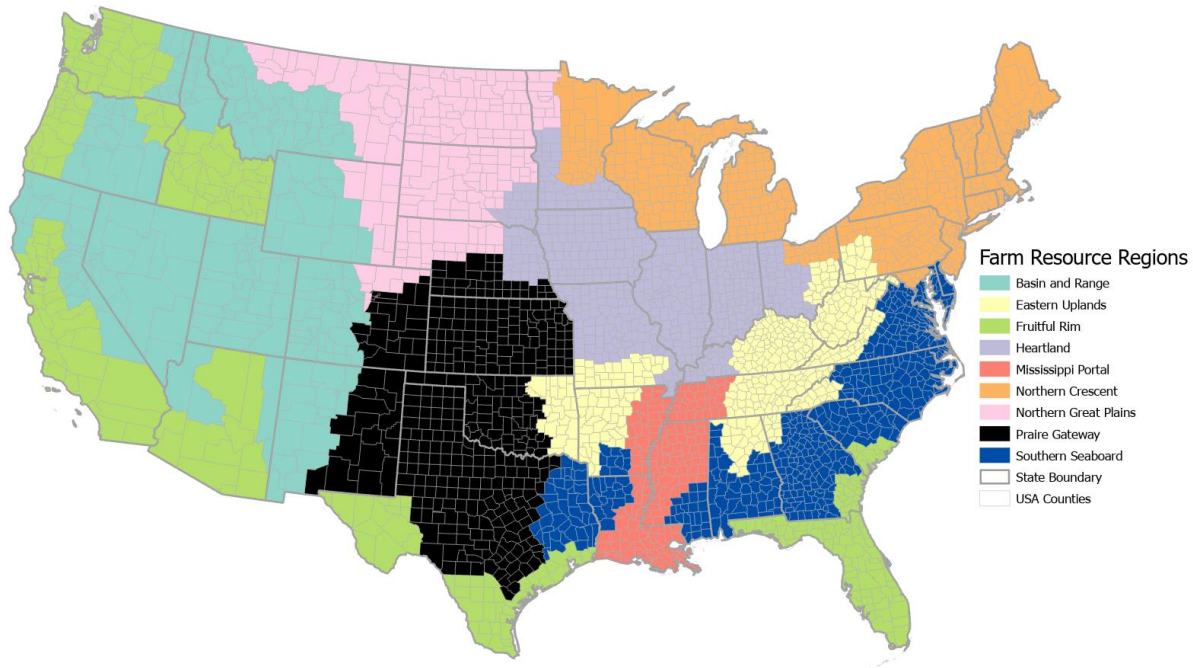 Farm Resource Regions
Basin and Range
Eastern Uplands
Fruitful Rim
Heartland
Mississippi Portal
Northern Crescent
Northern Great Plains
Praire Gateway
Southern Seaboard
State Boundary
USA Counties